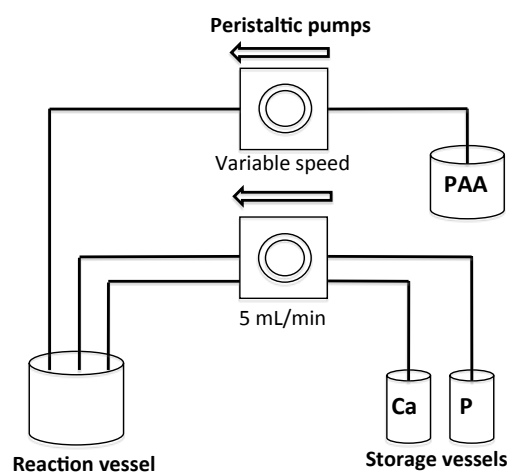 Peristaltic pumps
Variable speed
PAA
5 mL/min
Ca
P
Reaction vessel
Storage vessels